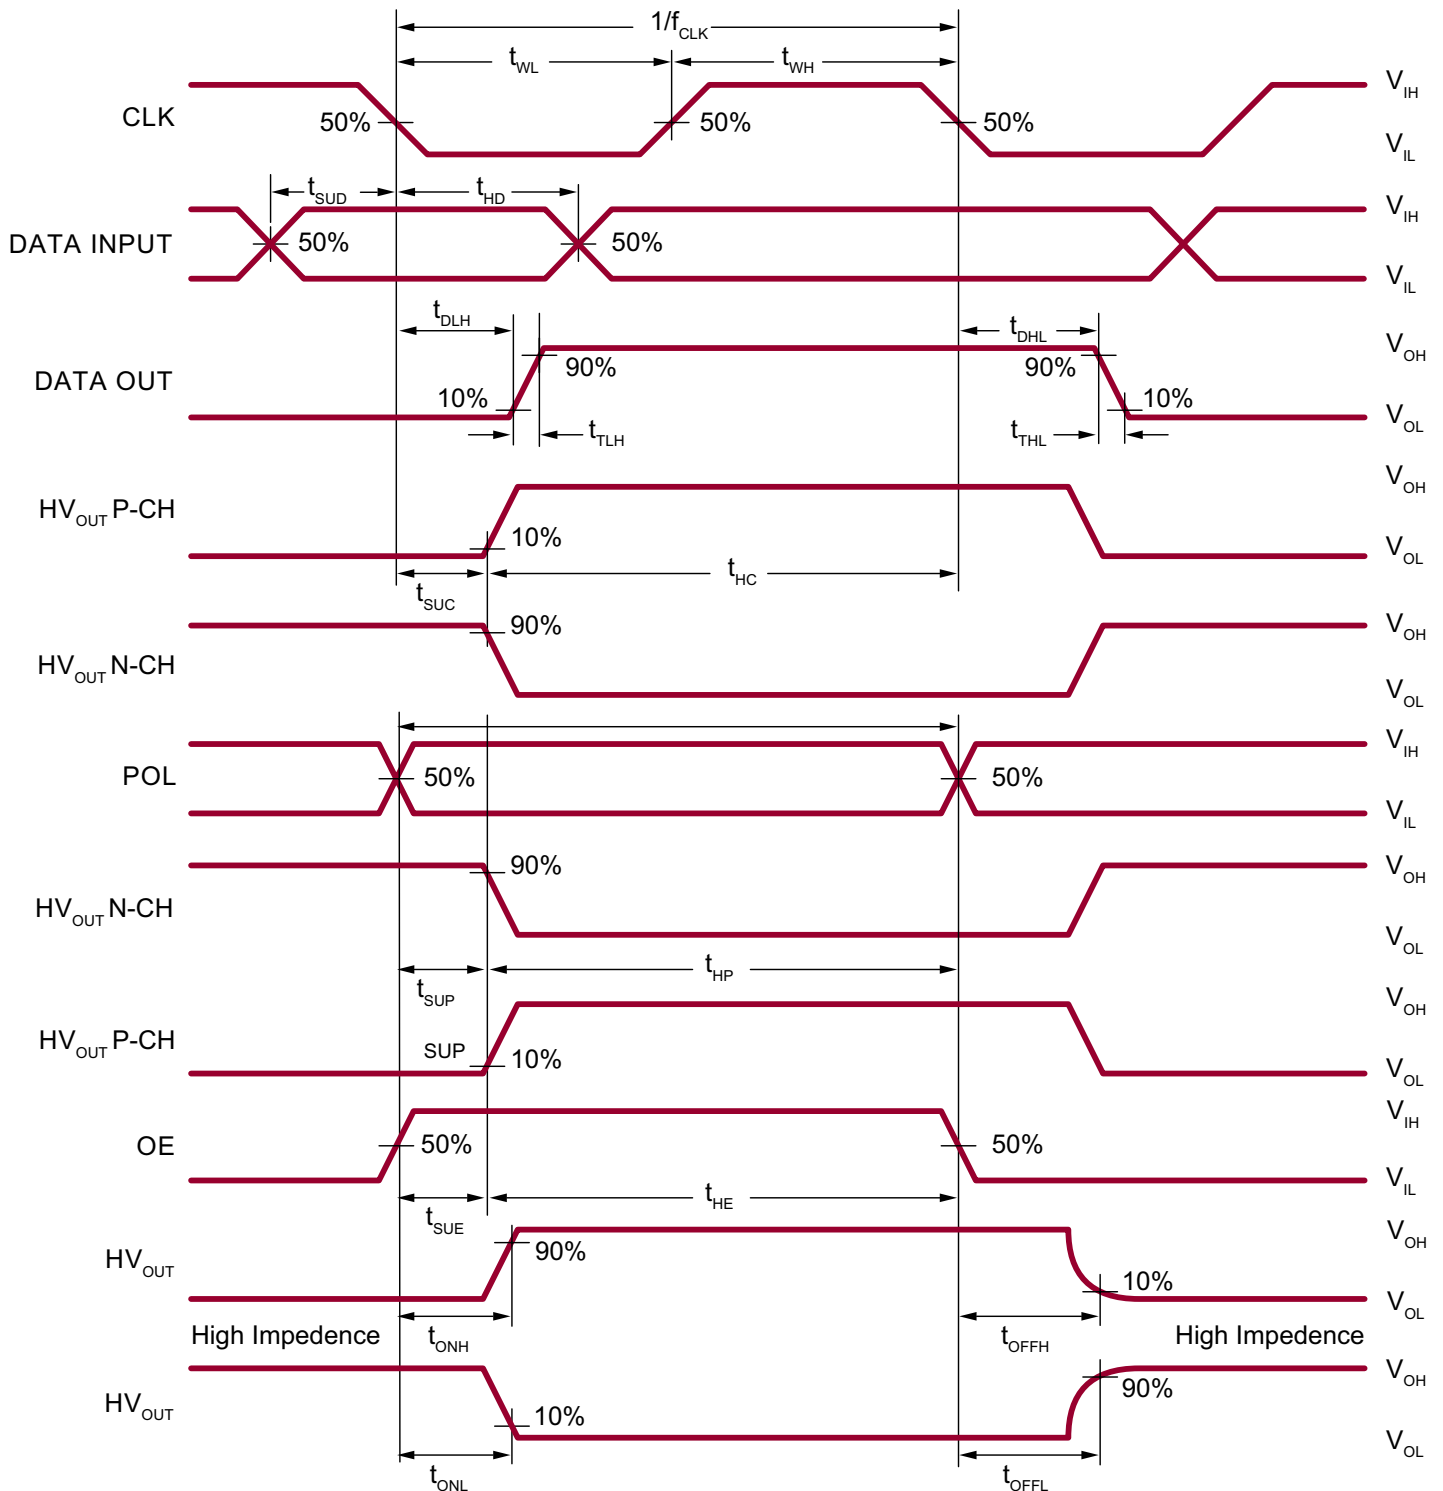 1/fCLK
tWL tWH
CLK 50% 50% 50% VIH
VIL
tSUD tHD
DATA INPUT 50% 50% VIH
VIL
tDLH tDHL
DATA OUT 10% 90% 90% 10% VOH
VOL
tTLH tTHL
HVOUT P-CH 10% VOH
VOL
tSUC tHC
HVOUT N-CH 90% VOH
VOL
POL 50% 50% VIH
VIL
HVOUT N-CH 90% VOH
VOL
tSUP tHP
HVOUT P-CH SUP 10% VOH
VOL
OE 50% 50% VIH
VIL
tSUE tHE
HVOUT 90% 10% VOH
VOL
High Impedence tONH tOFFH High Impedence
HVOUT 10% 90% VOH
VOL
tONL tOFFL